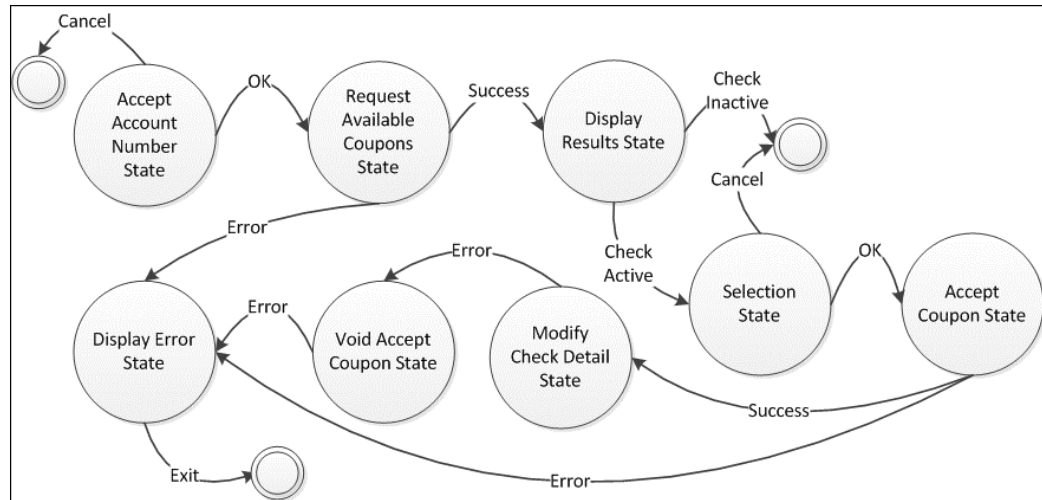 Cancel
Accept
Account
Number
State
OK
Request
Available
Coupons
State
Success
Display
Results State
Check
Inactive
Cancel
Error
Check
Active
Error
Selection
State
OK
Accept
Coupon State
Display Error
State
Error
Void Accept
Coupon State
Modify
Check Detail
State
Success
Exit
Error